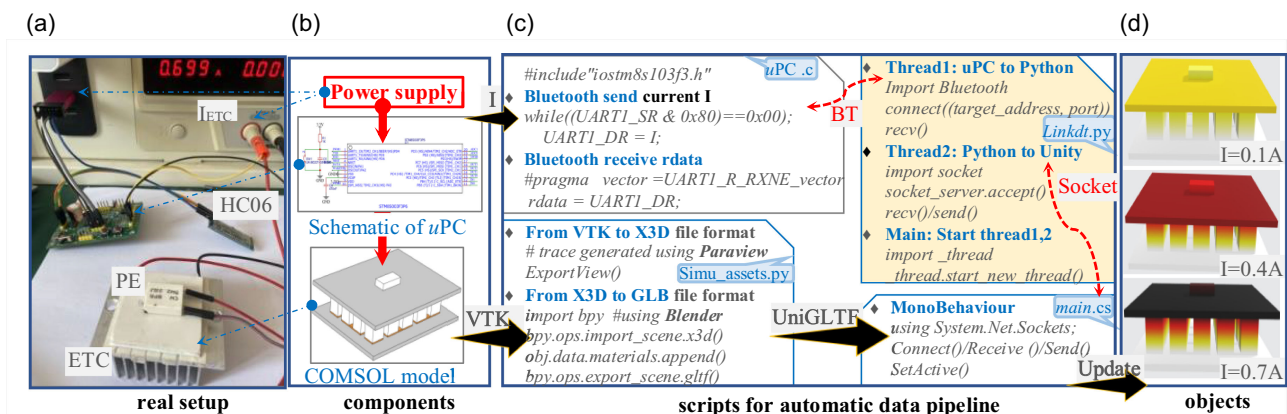 (a)
(b)
(c)
(d)
0.699 A
I_ETC
HC06
PE
ETC
real setup
Power supply
Schematic of uPC
COMSOL model
components
I
VTK
uPC .c
#include"iostm8s103f3.h"
Bluetooth send current I
while((UART1_SR & 0x80)==0x00);
UART1_DR = I;
Bluetooth receive rdata
#pragma vector =UART1_R_RXNE_vector
rdata = UART1_DR;
From VTK to X3D file format
# trace generated using Paraview
ExportView()
Simu_assets.py
From X3D to GLB file format
import bpy #using Blender
bpy.ops.import_scene.x3d()
obj.data.materials.append()
bpy.ops.export_scene.gltf()
BT
UniGLTF
Thread1: uPC to Python
Import Bluetooth
connect((target_address, port))
recv()
Linkdt.py
Thread2: Python to Unity
import socket
socket_server.accept()
recv()/send()
Socket
Main: Start thread1,2
import _thread
_thread.start_new_thread()
main.cs
MonoBehaviour
using System.Net.Sockets;
Connect()/Receive ()/Send()
SetActive()
Update
scripts for automatic data pipeline
I=0.1A
I=0.4A
I=0.7A
objects